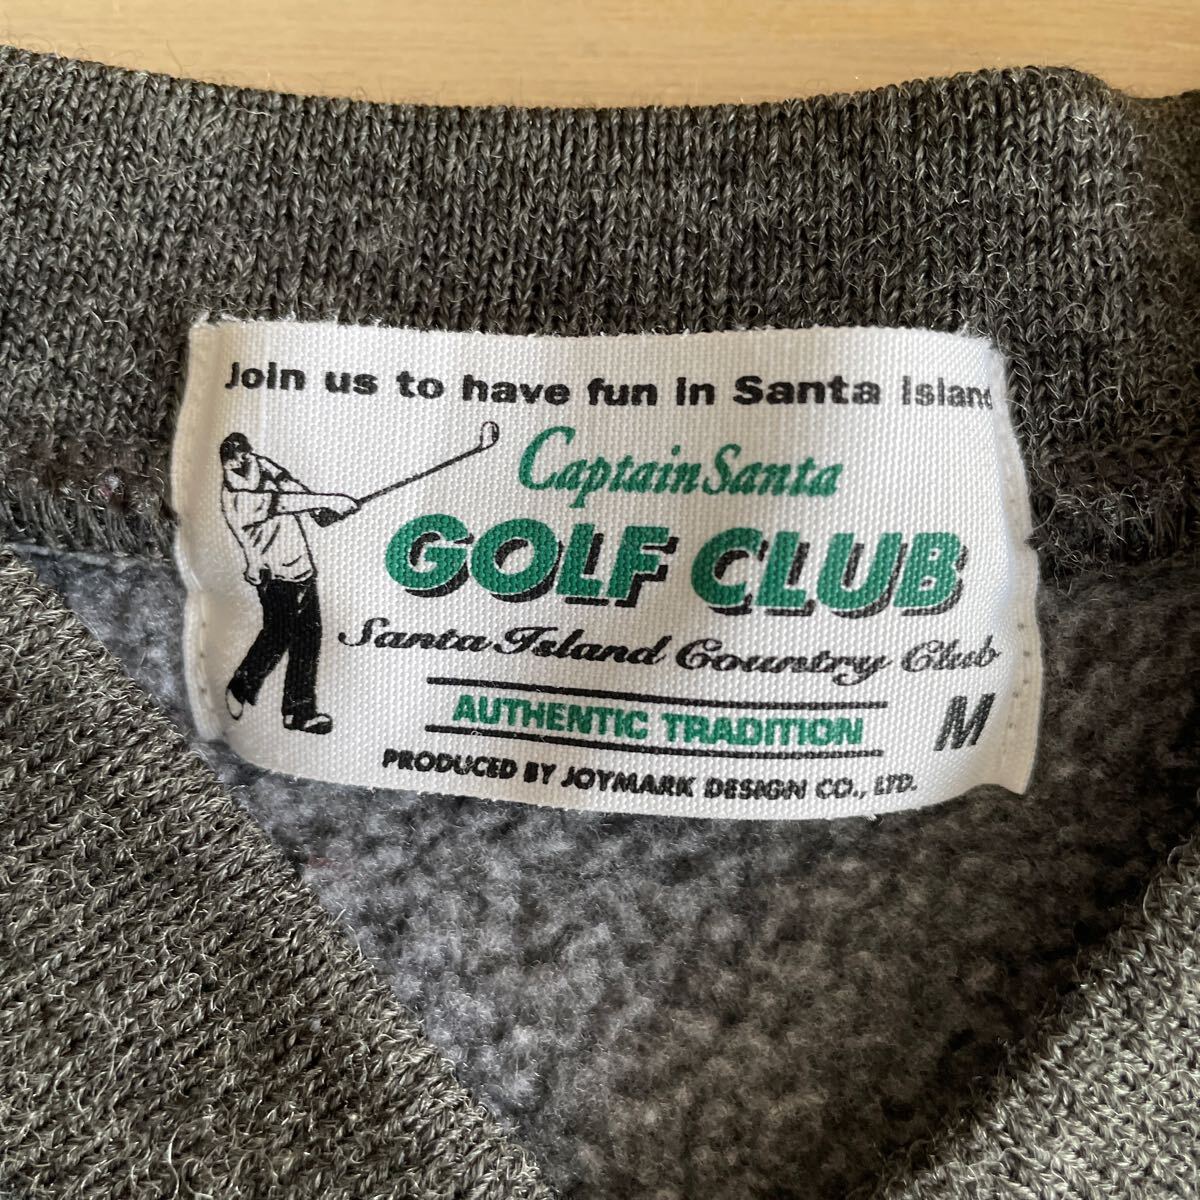 Join us to have fun in Santa Island
Captain Santa
GOLF CLUB
Santa Island Country Club
AUTHENTIC TRADITION
M
PRODUCED BY JOYMARK DESIGN CO., LTD.